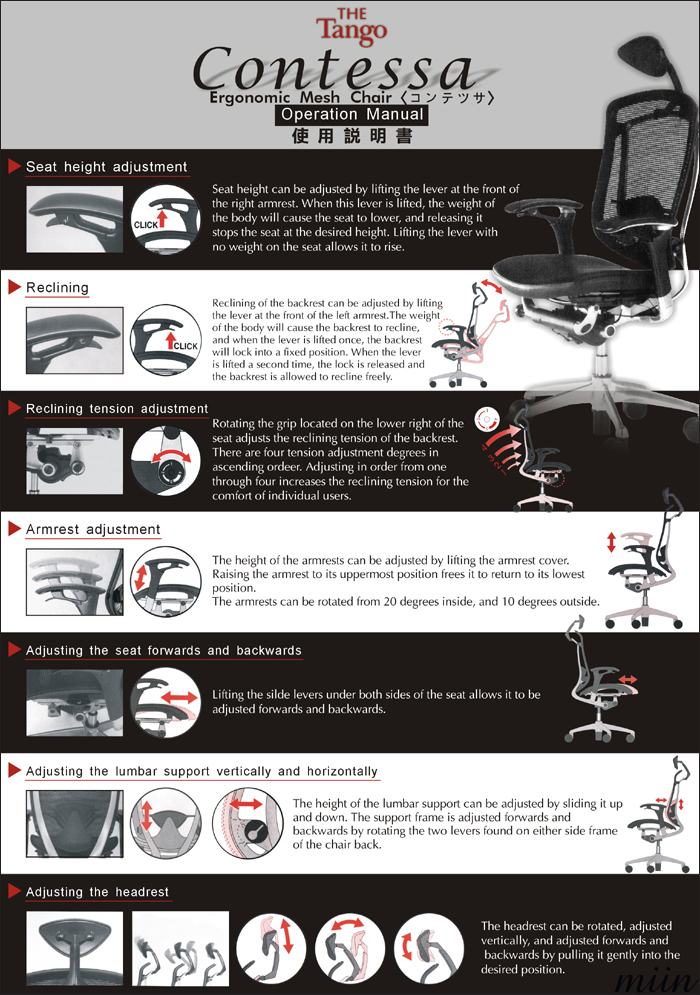 THE
Tango
Contessa
Ergonomic Mesh Chair〈コンテツサ〉
Operation Manual
使用説明書
Seat height adjustment
CLICK
Seat height can be adjusted by lifting the lever at the front of
the right armrest. When this lever is lifted, the weight of
the body will cause the seat to lower, and releasing it
stops the seat at the desired height. Lifting the lever with
no weight on the seat allows it to rise.
Reclining
CLICK
Reclining of the backrest can be adjusted by lifting
the lever at the front of the left armrest.The weight
of the body will cause the backrest to recline,
and when the lever is lifted once, the backrest
will lock into a fixed position. When the lever
is lifted a second time, the lock is released and
the backrest is allowed to recline freely.
Reclining tension adjustment
Rotating the grip located on the lower right of the
seat adjusts the reclining tension of the backrest.
There are four tension adjustment degrees in
ascending ordeer. Adjusting in order from one
through four increases the reclining tension for the
comfort of individual users.
4 3 2 1
Armrest adjustment
The height of the armrests can be adjusted by lifting the armrest cover.
Raising the armrest to its uppermost position frees it to return to its lowest
position.
The armrests can be rotated from 20 degrees inside, and 10 degrees outside.
Adjusting the seat forwards and backwards
Lifting the silde levers under both sides of the seat allows it to be
adjusted forwards and backwards.
Adjusting the lumbar support vertically and horizontally
The height of the lumbar support can be adjusted by sliding it up
and down. The support frame is adjusted forwards and
backwards by rotating the two levers found on either side frame
of the chair back.
Adjusting the headrest
The headrest can be rotated, adjusted
vertically, and adjusted forwards and
backwards by pulling it gently into the
desired position.
miin